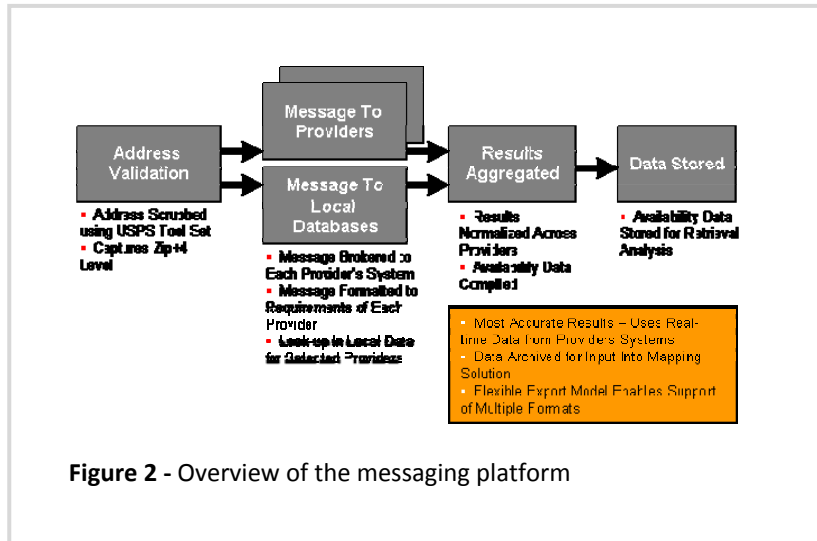 Message To
Providers
Address
Validation
Message To
Local
Databases
Results
Aggregated
Data Stored
▪ Address Scrubbed
using USPS Tool Set
▪ Captures Zip+4
Level
▪ Message Brokered to
Each Provider's System
▪ Message Formatted to
Requirements of Each
Provider
▪ Look-up in Local Data
for Selected Providers
▪ Results
Normalized Across
Providers
▪ Availability Data
Compiled
▪ Availability Data
Stored for Retrieval
Analysis
▪ Most Accurate Results – Uses Real-
time Data from Providers Systems
▪ Data Archived for Input Into Mapping
Solution
▪ Flexible Export Model Enables Support
of Multiple Formats
Figure 2 - Overview of the messaging platform